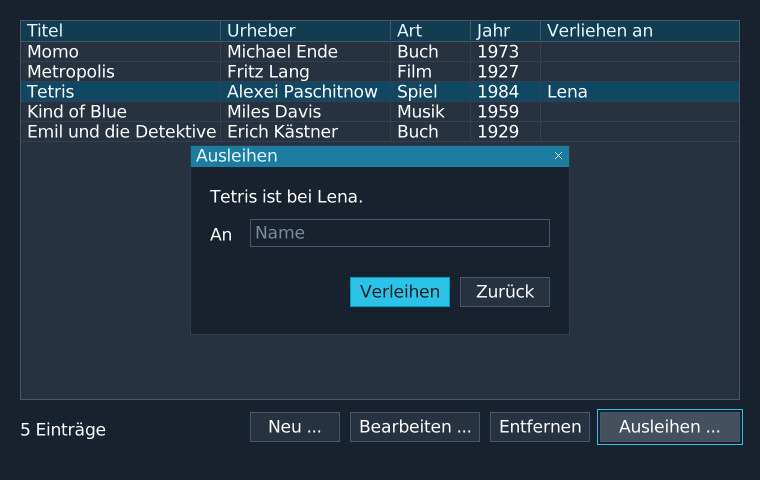 Titel Urheber Art Jahr Verliehen an
Momo Michael Ende Buch 1973
Metropolis Fritz Lang Film 1927
Tetris Alexei Paschitnow Spiel 1984 Lena
Kind of Blue Miles Davis Musik 1959
Emil und die Detektive Erich Kästner Buch 1929
Ausleihen ×
Tetris ist bei Lena.
An Name
Verleihen Zurück
5 Einträge Neu ... Bearbeiten ... Entfernen Ausleihen ...